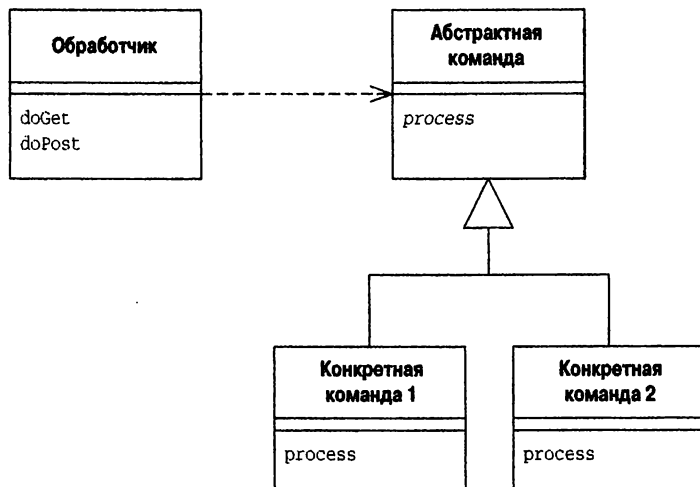 Обработчик
doGet
doPost
Абстрактная
команда
process
Конкретная
команда 1
process
Конкретная
команда 2
process